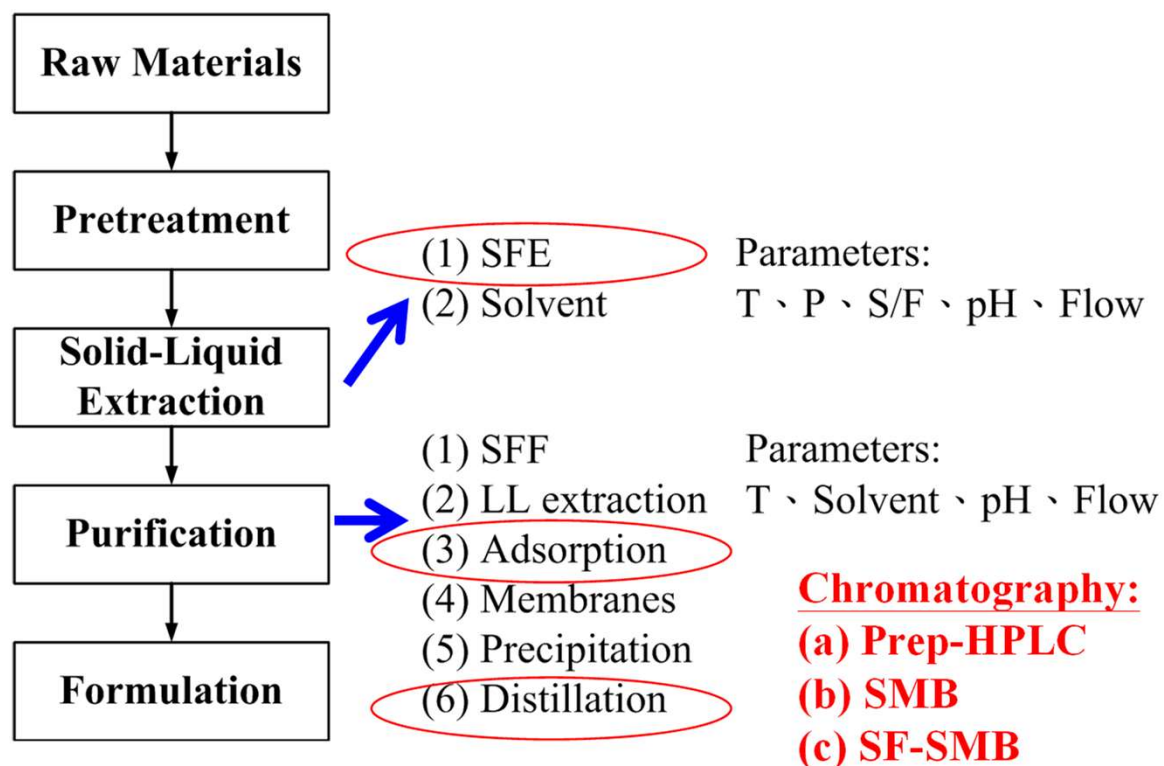 Raw Materials
Pretreatment
Solid-Liquid
Extraction
Purification
Formulation
(1) SFE
(2) Solvent
Parameters:
T、P、S/F、pH、Flow
(1) SFF
(2) LL extraction
(3) Adsorption
(4) Membranes
(5) Precipitation
(6) Distillation
Parameters:
T、Solvent、pH、Flow
Chromatography:
(a) Prep-HPLC
(b) SMB
(c) SF-SMB